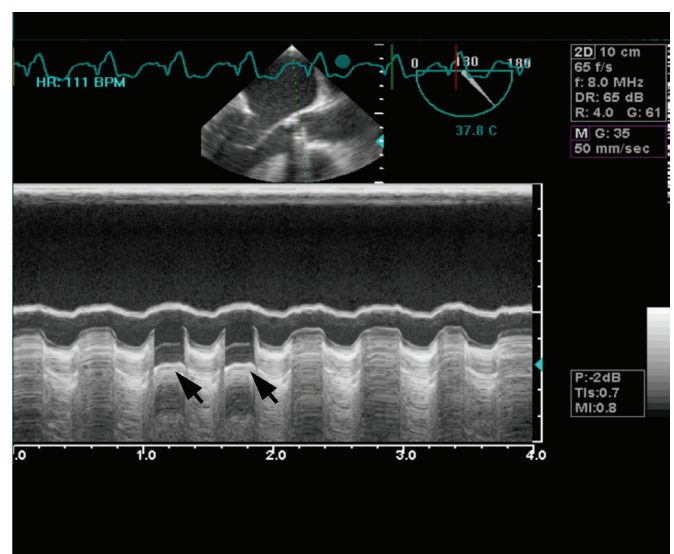 0 130 180
HR: 111 BPM
37.8 C
2D 10 cm
65 f/s
f: 8.0 MHz
DR: 65 dB
R: 4.0 G: 61
M G: 35
50 mm/sec
P:-2dB
TIs:0.7
MI:0.8
.0 1.0 2.0 3.0 4.0